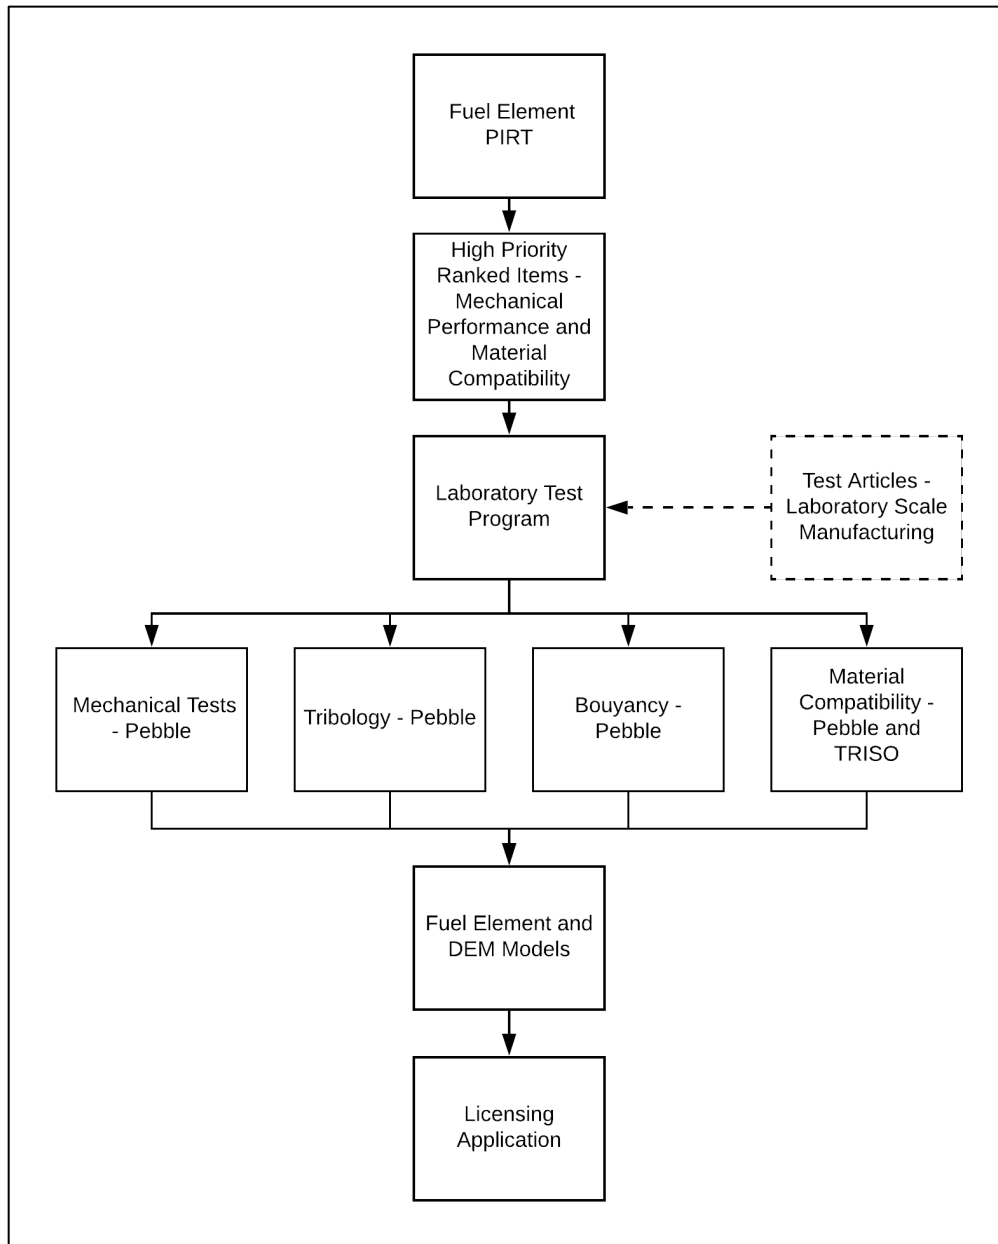 Fuel Element
PIRT
High Priority
Ranked Items -
Mechanical
Performance and
Material
Compatibility
Laboratory Test
Program
Test Articles -
Laboratory Scale
Manufacturing
Mechanical Tests
- Pebble
Tribology - Pebble
Bouyancy -
Pebble
Material
Compatibility -
Pebble and
TRISO
Fuel Element and
DEM Models
Licensing
Application